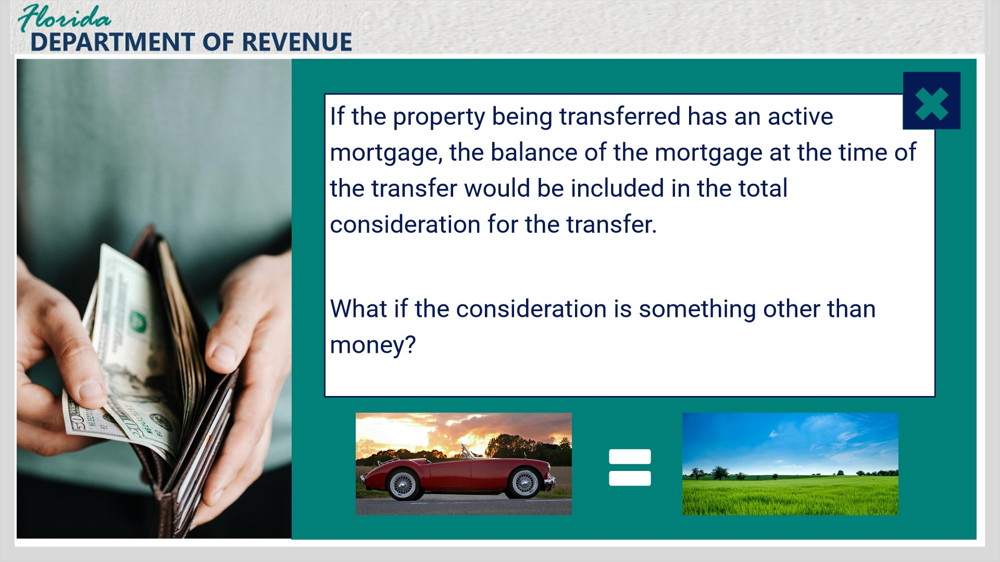 Florida
DEPARTMENT OF REVENUE
If the property being transferred has an active
mortgage, the balance of the mortgage at the time of
the transfer would be included in the total
consideration for the transfer.
What if the consideration is something other than
money?